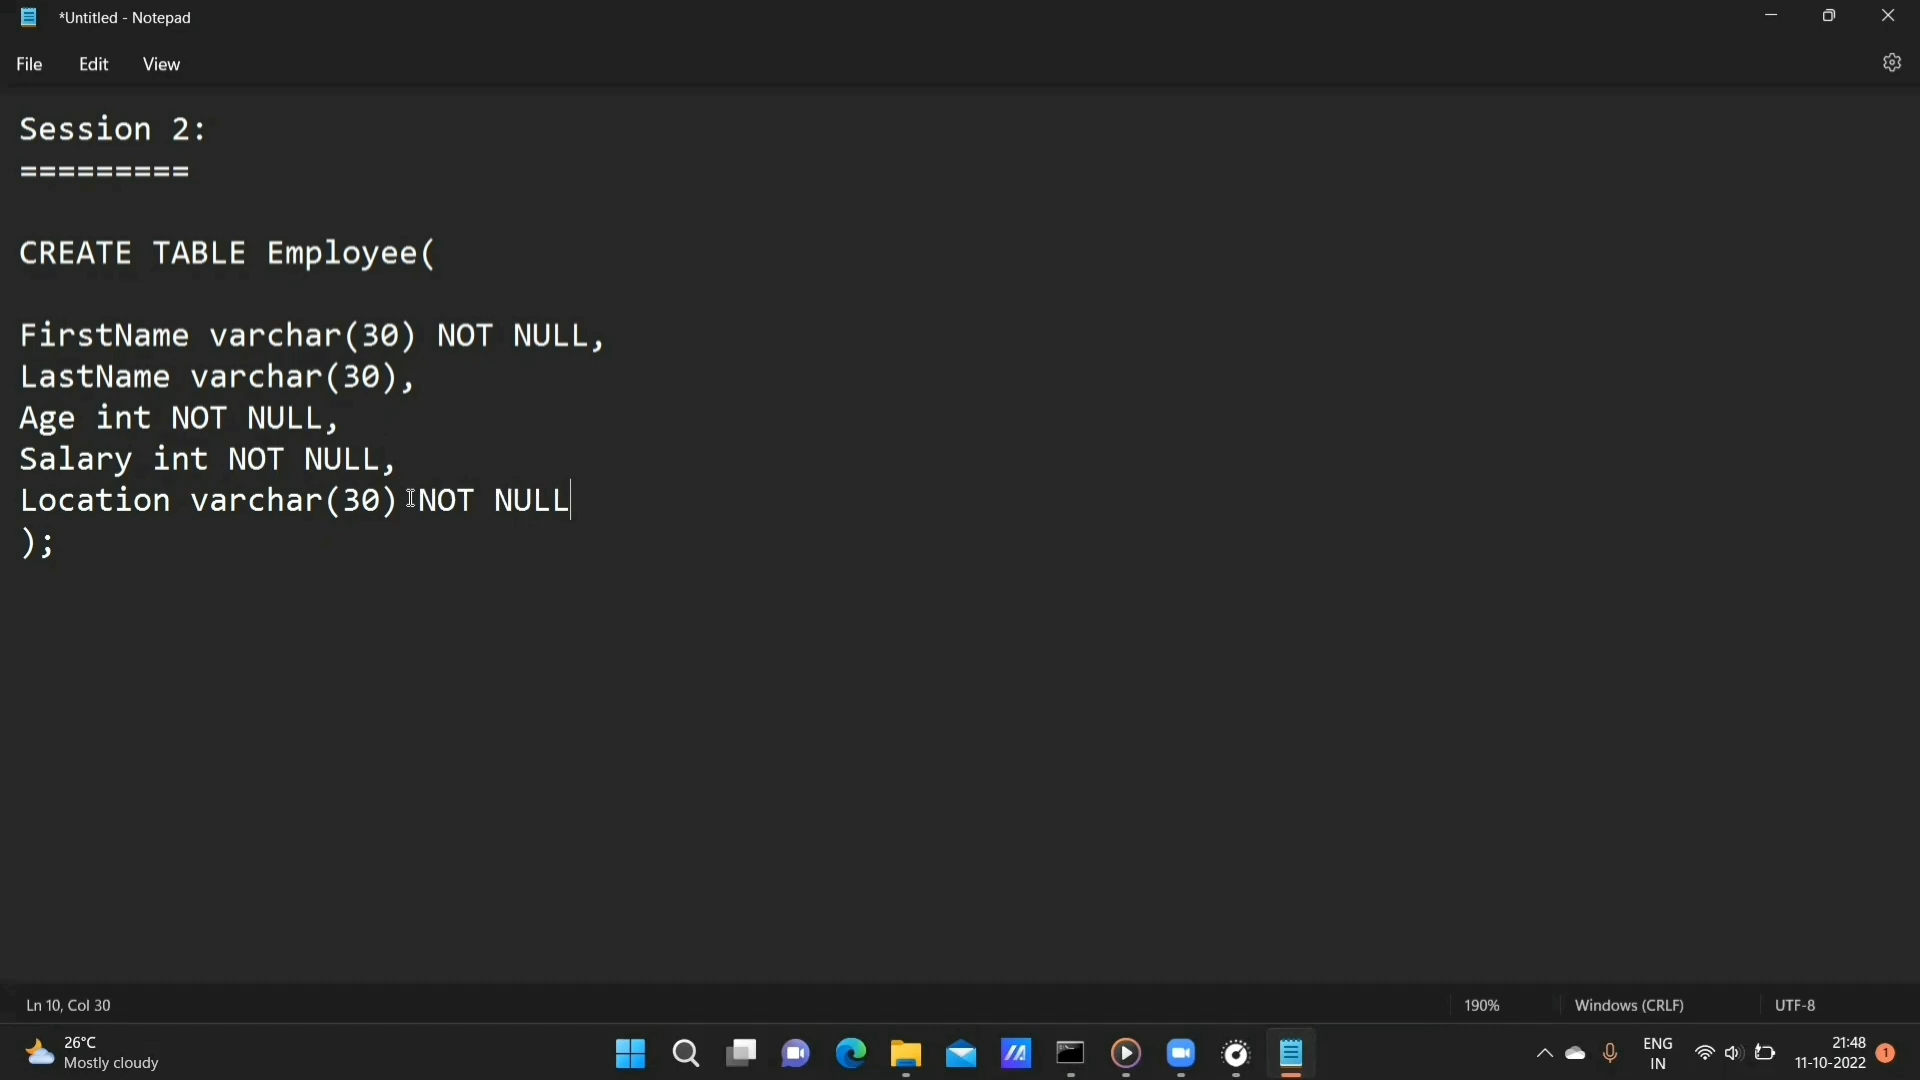 *Untitled - Notepad
File Edit View
Session 2:
=========
CREATE TABLE Employee(
FirstName varchar(30) NOT NULL,
LastName varchar(30),
Age int NOT NULL,
Salary int NOT NULL,
Location varchar(30) NOT NULL
);
Ln 10, Col 30
190%
Windows (CRLF)
UTF-8
26°C
Mostly cloudy
ENG
IN
21:48
11-10-2022
1